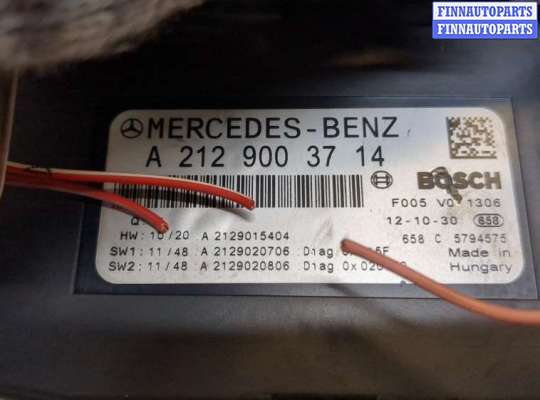 FINNAUTOPARTS
FINNAUTOPARTS
MERCEDES-BENZ
A 212 900 37 14
BOSCH
F005 V0 1306
Q
12-10-30 658
HW: 10/20 A 2129015404
658 C 5794575
SW1: 11/48 A 2129020706 Diag.
Made in
SW2: 11/48 A 2129020806 Diag.
Hungary